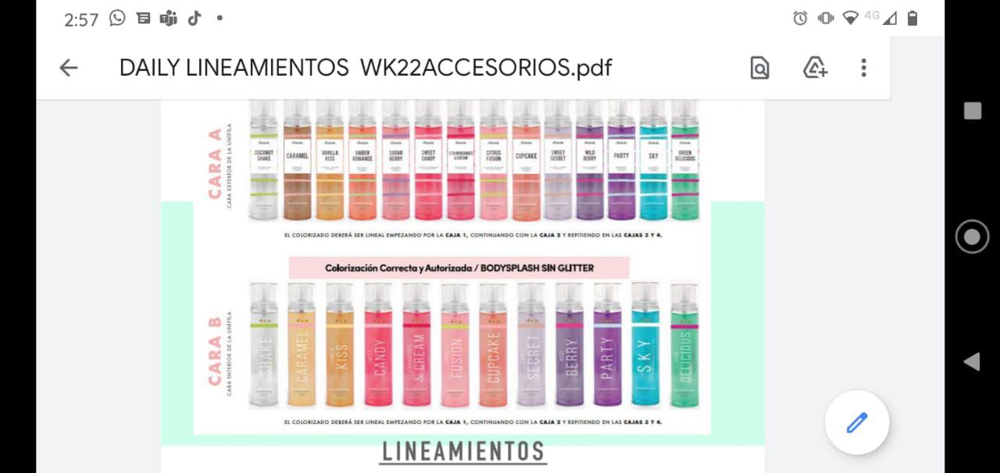 2:57
4G
DAILY LINEAMIENTOS  WK22ACCESORIOS.pdf
CARA A
CARA EXTERIOR DE LA UNIFILA
COCONUT SHAKE
CARAMEL
VANILLA KISS
AMBER ROMANCE
SUGAR BERRY
SWEET CANDY
STRAWBERRIES & CREAM
CITRUS FUSION
CUPCAKE
SWEET SECRET
WILD BERRY
PARTY
SKY
GREEN DELICIOUS
EL COLORIZADO DEBERÁ SER LINEAL EMPEZANDO POR LA CAJA 1, CONTINUANDO CON LA CAJA 2 Y REPITIENDO EN LAS CAJAS 3 Y 4.
Colorización Correcta y Autorizada / BODYSPLASH SIN GLITTER
CARA B
CARA INTERIOR DE LA UNIFILA
SHAKE
CARAMEL
KISS
CANDY
& CREAM
FUSION
CUPCAKE
SECRET
BERRY
PARTY
SKY
DELICIOUS
EL COLORIZADO DEBERÁ SER LINEAL EMPEZANDO POR LA CAJA 1, CONTINUANDO CON LA CAJA 2 Y REPITIENDO EN LAS CAJAS 3 Y 4.
LINEAMIENTOS